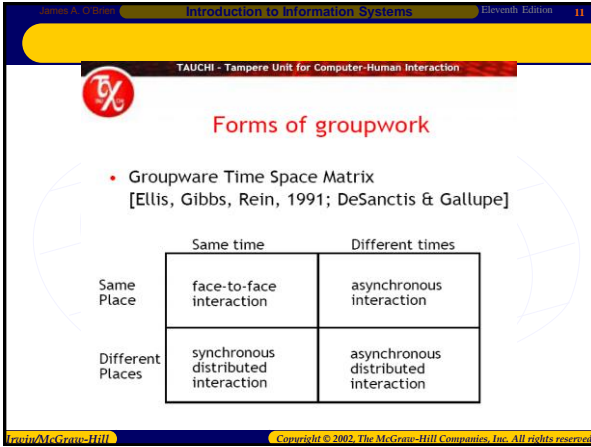 James A. O'Brien Introduction to Information Systems Eleventh Edition 11
TAUCHI - Tampere Unit for Computer-Human Interaction
Forms of groupwork
• Groupware Time Space Matrix
[Ellis, Gibbs, Rein, 1991; DeSanctis & Gallupe]
Same time Different times
Same
Place
face-to-face
interaction
asynchronous
interaction
Different
Places
synchronous
distributed
interaction
asynchronous
distributed
interaction
Irwin/McGraw-Hill Copyright © 2002, The McGraw-Hill Companies, Inc. All rights reserved